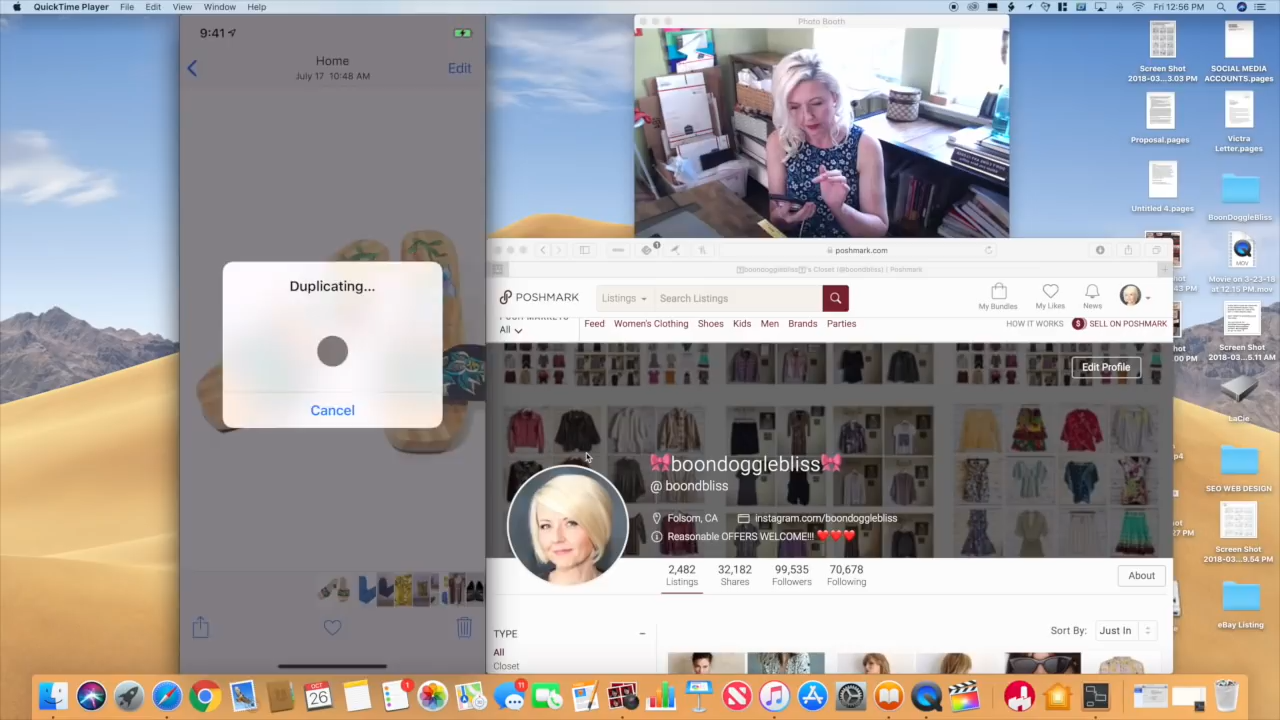 QuickTime Player File Edit View Window Help
Fri 12:56 PM
9:41
Home
July 17 10:48 AM
Edit
Duplicating...
Cancel
Photo Booth
Screen Shot
2018-03...3.03 PM
SOCIAL MEDIA
ACCOUNTS.pages
Proposal.pages
Victra
Letter.pages
Untitled 4.pages
BoonDoggleBliss
MOV
Movie on 3-23-18
at 12.15 PM.mov
Screen Shot
2018-03...5.11 AM
LaCie
SEO WEB DESIGN
Screen Shot
2018-03...9.54 PM
eBay Listing
poshmark.com
's Closet (@boondbliss) | Poshmark
POSHMARK
Listings
Search Listings
My Bundles
My Likes
News
All
Feed Women's Clothing Shoes Kids Men Brands Parties
HOW IT WORKS
SELL ON POSHMARK
Edit Profile
🎀boondogglebliss🎀
@ boondbliss
Folsom, CA
instagram.com/boondogglebliss
Reasonable OFFERS WELCOME!!! ❤️❤️❤️
2,482 32,182 99,535 70,678
Listings Shares Followers Following
About
Sort By: Just In
TYPE
All
Closet
OCT
26
1
11